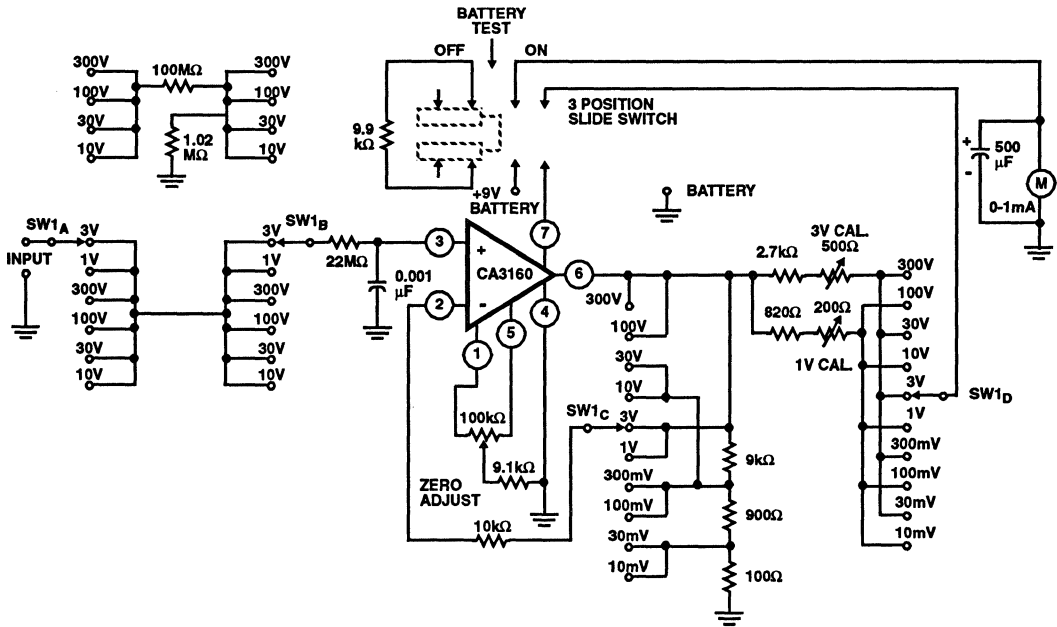 BATTERY
TEST
OFF
ON
300V
100MΩ
300V
100V
100V
30V
1.02
MΩ
30V
10V
10V
9.9
kΩ
3 POSITION
SLIDE SWITCH
+
500
µF
-
M
0-1mA
+9V
BATTERY
BATTERY
SW1A
3V
INPUT
1V
300V
100V
30V
10V
3V
SW1B
1V
300V
100V
30V
10V
22MΩ
0.001
µF
3
+
7
CA3160
6
2
-
4
5
1
100kΩ
9.1kΩ
ZERO
ADJUST
10kΩ
300V
100V
30V
10V
SW1C
3V
1V
300mV
100mV
30mV
10mV
9kΩ
900Ω
100Ω
2.7kΩ
3V CAL.
500Ω
820Ω
200Ω
1V CAL.
300V
100V
30V
10V
3V
SW1D
1V
300mV
100mV
30mV
10mV